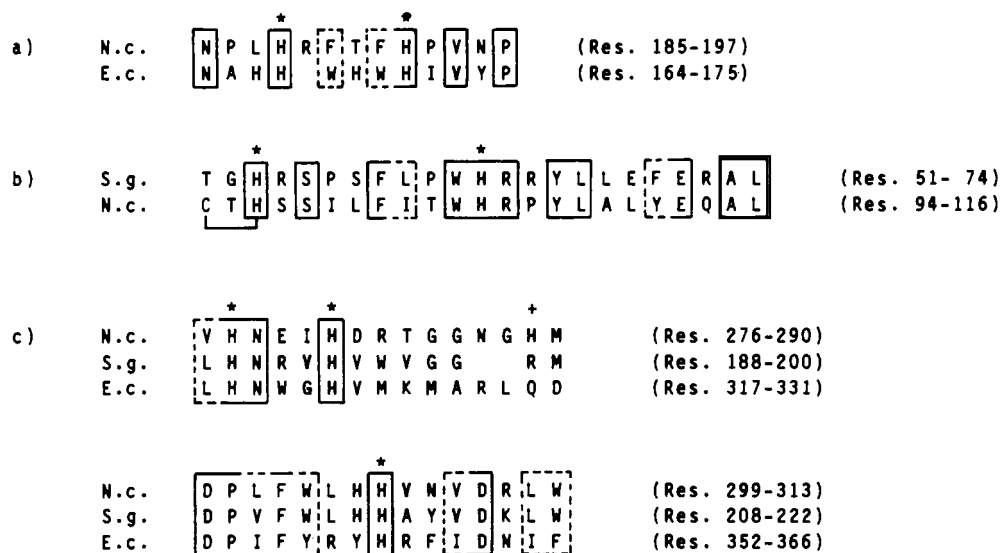 * *
a) N.c. N P L H R F T F H P V N P (Res. 185-197)
E.c. N A H H W H W H I V Y P (Res. 164-175)
* *
b) S.g. T G H R S P S F L P W H R R Y L L E F E R A L (Res. 51- 74)
N.c. C T H S S I L F I T W H R P Y L A L Y E Q A L (Res. 94-116)
* * +
c) N.c. V H N E I H D R T G G N G H M (Res. 276-290)
S.g. L H N R V H V W V G G R M (Res. 188-200)
E.c. L H N W G H V M K M A R L Q D (Res. 317-331)
*
N.c. D P L F W L H H V N V D R L W (Res. 299-313)
S.g. D P V F W L H H A Y V D K L W (Res. 208-222)
E.c. D P I F Y R Y H R F I D N I F (Res. 352-366)